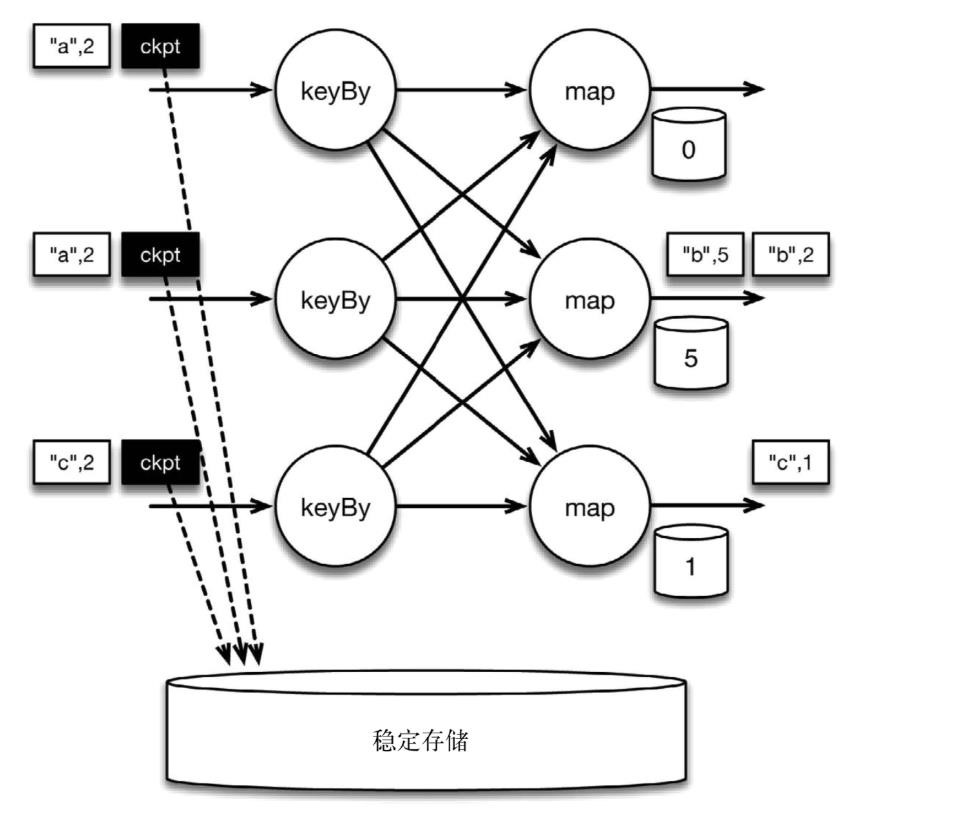 "a",2 ckpt
keyBy
map
0
"a",2 ckpt
keyBy
map
"b",5 "b",2
5
"c",2 ckpt
keyBy
map
"c",1
1
稳定存储